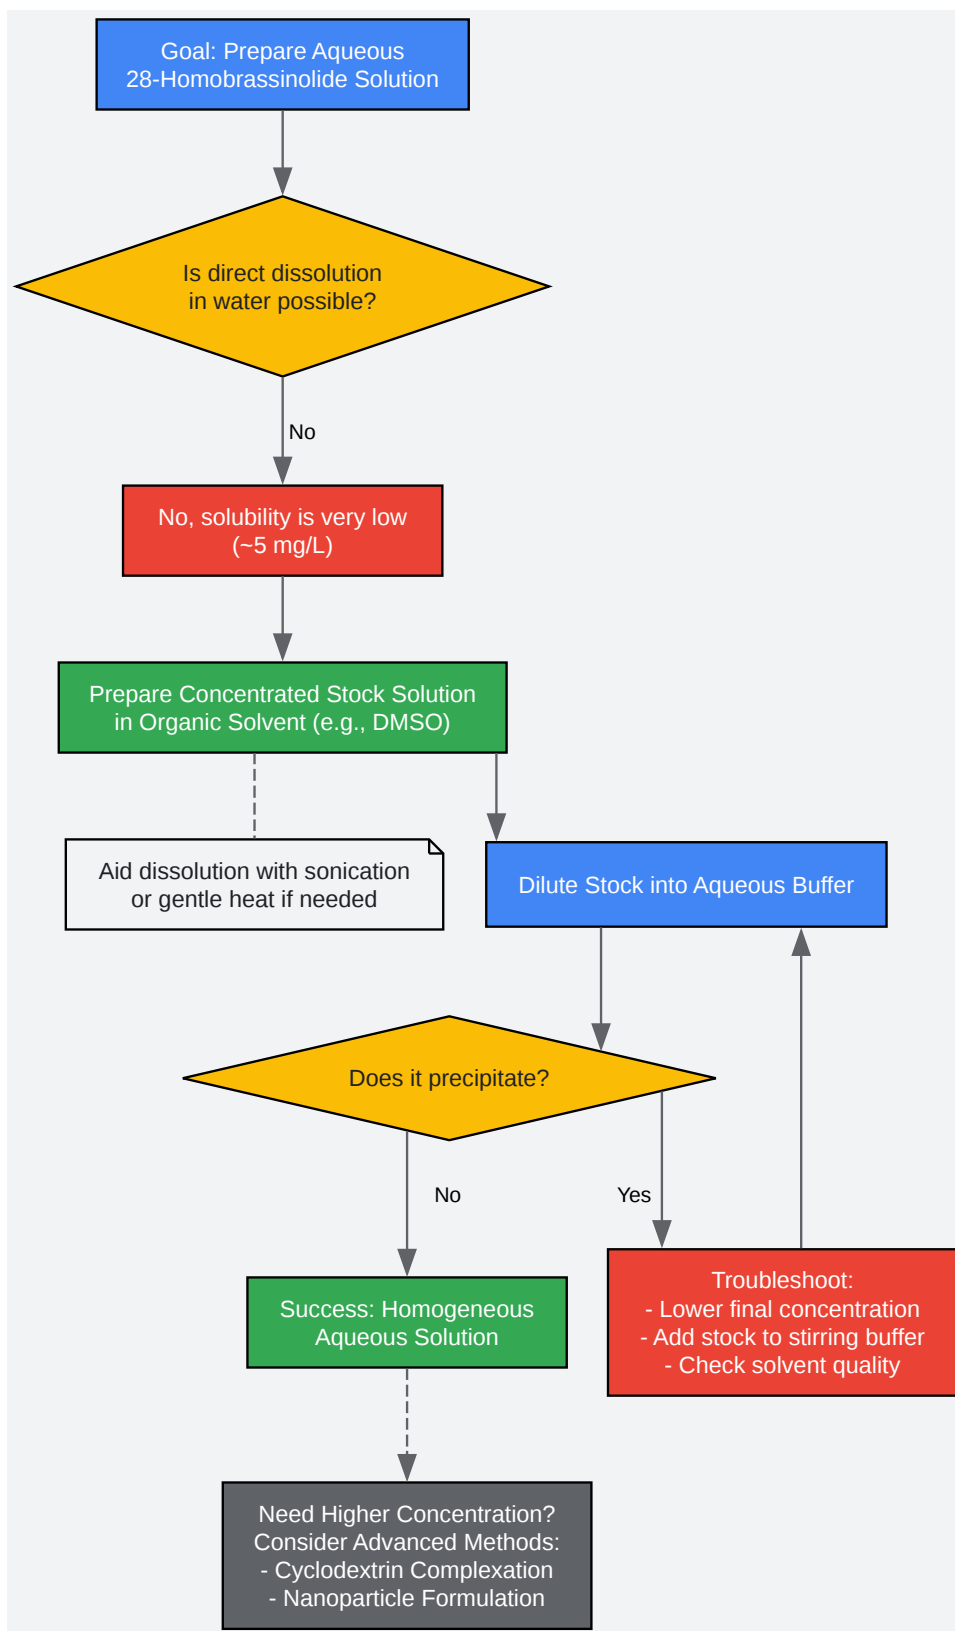 Goal: Prepare Aqueous
28-Homobrassinolide Solution
Is direct dissolution
in water possible?
No
No, solubility is very low
(~5 mg/L)
Prepare Concentrated Stock Solution
in Organic Solvent (e.g., DMSO)
Aid dissolution with sonication
or gentle heat if needed
Dilute Stock into Aqueous Buffer
Does it precipitate?
No
Yes
Success: Homogeneous
Aqueous Solution
Troubleshoot:
- Lower final concentration
- Add stock to stirring buffer
- Check solvent quality
Need Higher Concentration?
Consider Advanced Methods:
- Cyclodextrin Complexation
- Nanoparticle Formulation